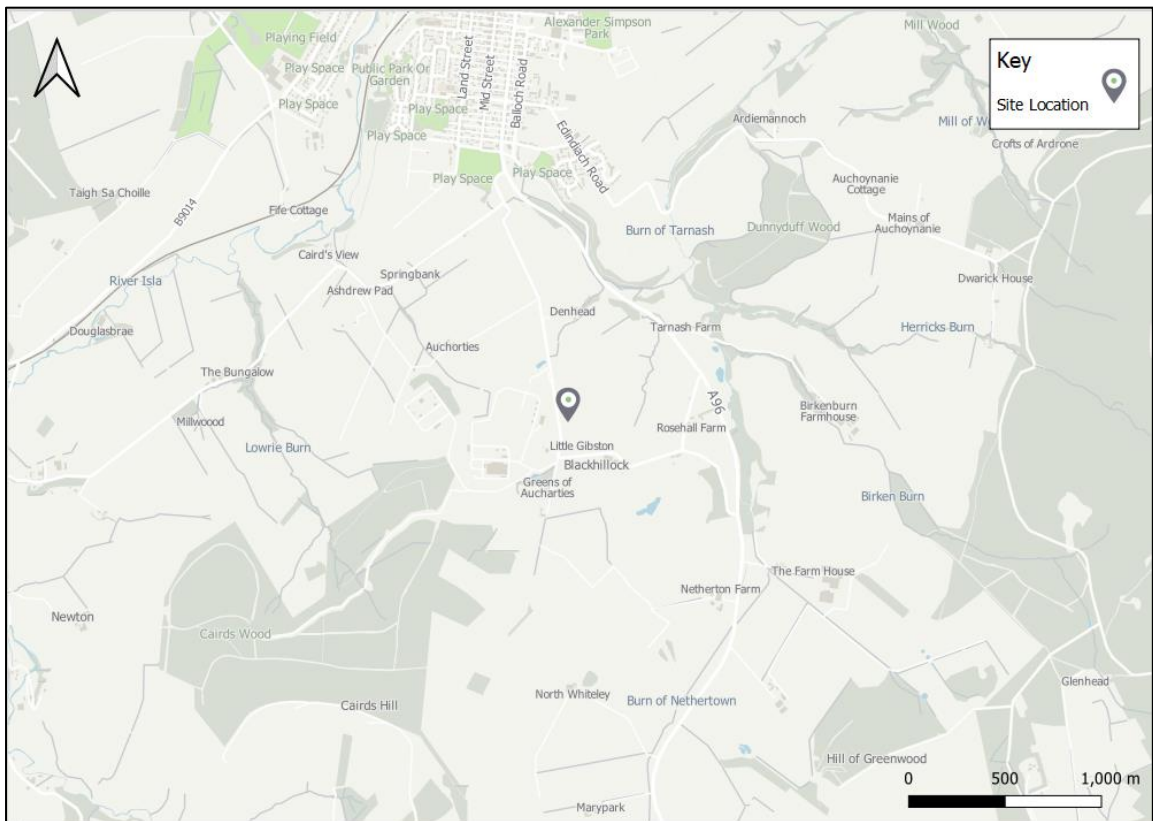 Alexander Simpson
Park
Mill Wood
Playing Field
Play Space
Public Park Or
Garden
Land Street
Mid Street
Balloch Road
Play Space
Play Space
Play Space
Play Space
Play Space
Edindiach Road
Key
Site Location
Ardiemannoch
Crofts of Ardrone
Taigh Sa Choille
B9014
Fife Cottage
Auchoynanie
Cottage
Mains of
Auchoynanie
Burn of Tarnash
Dunnyduff Wood
Caird's View
Springbank
River Isla
Ashdrew Pad
Dwarick House
Denhead
Douglasbrae
Tarnash Farm
Herricks Burn
Auchorties
The Bungalow
A96
Birkenburn
Farmhouse
Millwoood
Rosehall Farm
Lowrie Burn
Little Gibston
Blackhillock
Greens of
Aucharties
Birken Burn
The Farm House
Netherton Farm
Newton
Cairds Wood
Glenhead
North Whiteley
Burn of Nethertown
Cairds Hill
Hill of Greenwood
Marypark
0 500 1,000 m